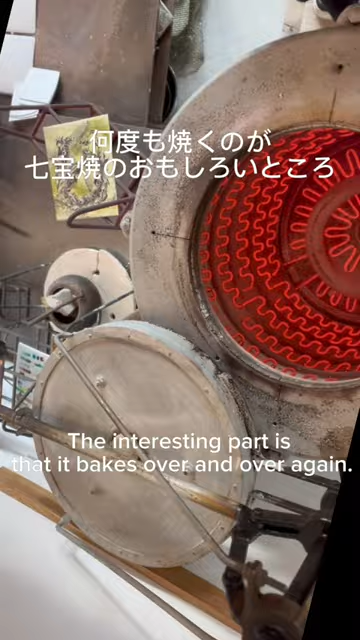 何度も焼くのが
七宝焼のおもしろいところ
The interesting part is
that it bakes over and over again.